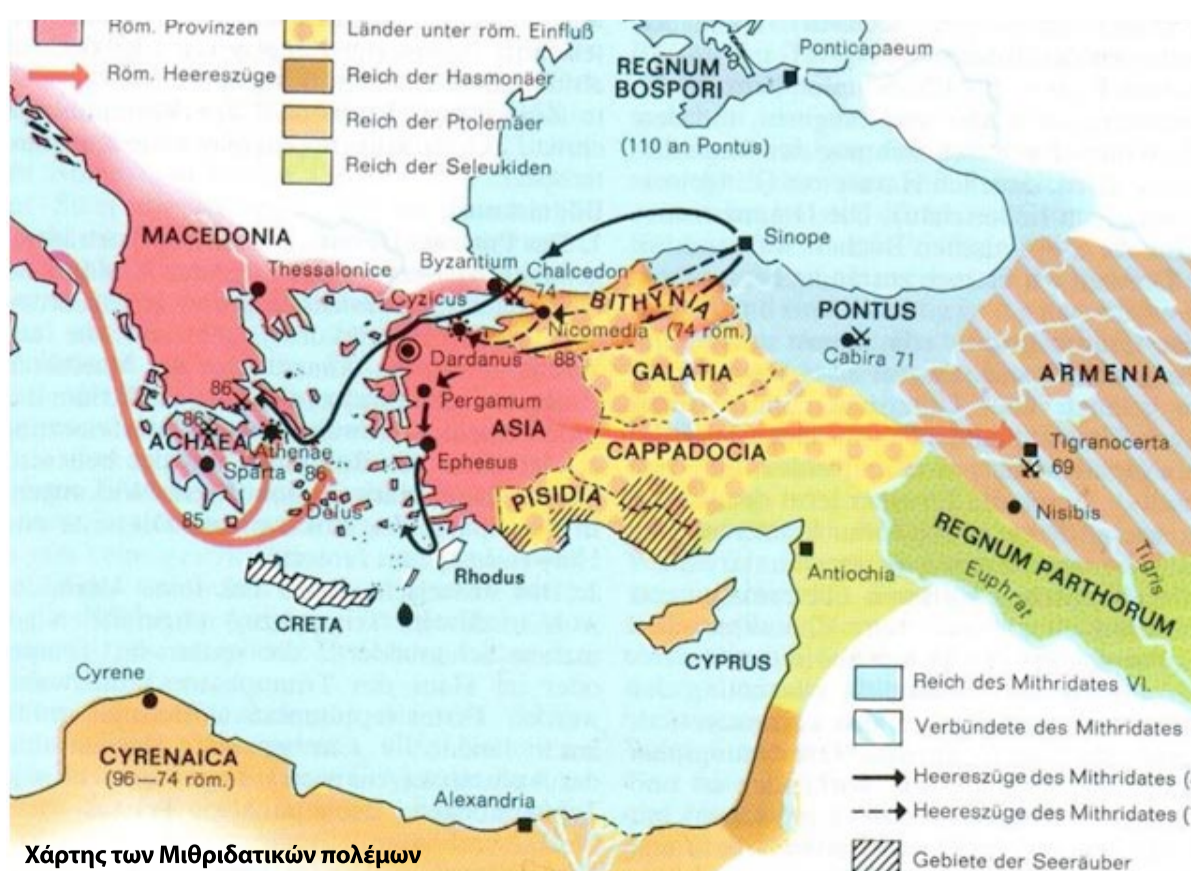 Röm. Provinzen
Röm. Heereszüge
Länder unter röm. Einfluß
Reich der Hasmonäer
Reich der Ptolemäer
Reich der Seleukiden
REGNUM
BOSPORI
(110 an Pontus)
Ponticapaeum
MACEDONIA
Thessalonice
Byzantium
Chalcedon
74
Sinope
Cyzicus
BITHYNIA
Nicomedia
(74 röm.)
PONTUS
Cabira 71
Dardanus
88
GALATIA
ARMENIA
86
86
Pergamum
ACHAEA
Athenae
ASIA
CAPPADOCIA
Tigranocerta
69
Sparta
86
Ephesus
PISIDIA
Delus
85
Nisibis
REGNUM PARTHORUM
Euphrat
Tigris
Rhodus
Antiochia
CRETA
CYPRUS
Cyrene
CYRENAICA
(96—74 röm.)
Alexandria
Reich des Mithridates VI.
Verbündete des Mithridates
Heereszüge des Mithridates (
Heereszüge des Mithridates (
Gebiete der Seeräuber
Χάρτης των Μιθριδατικών πολέμων